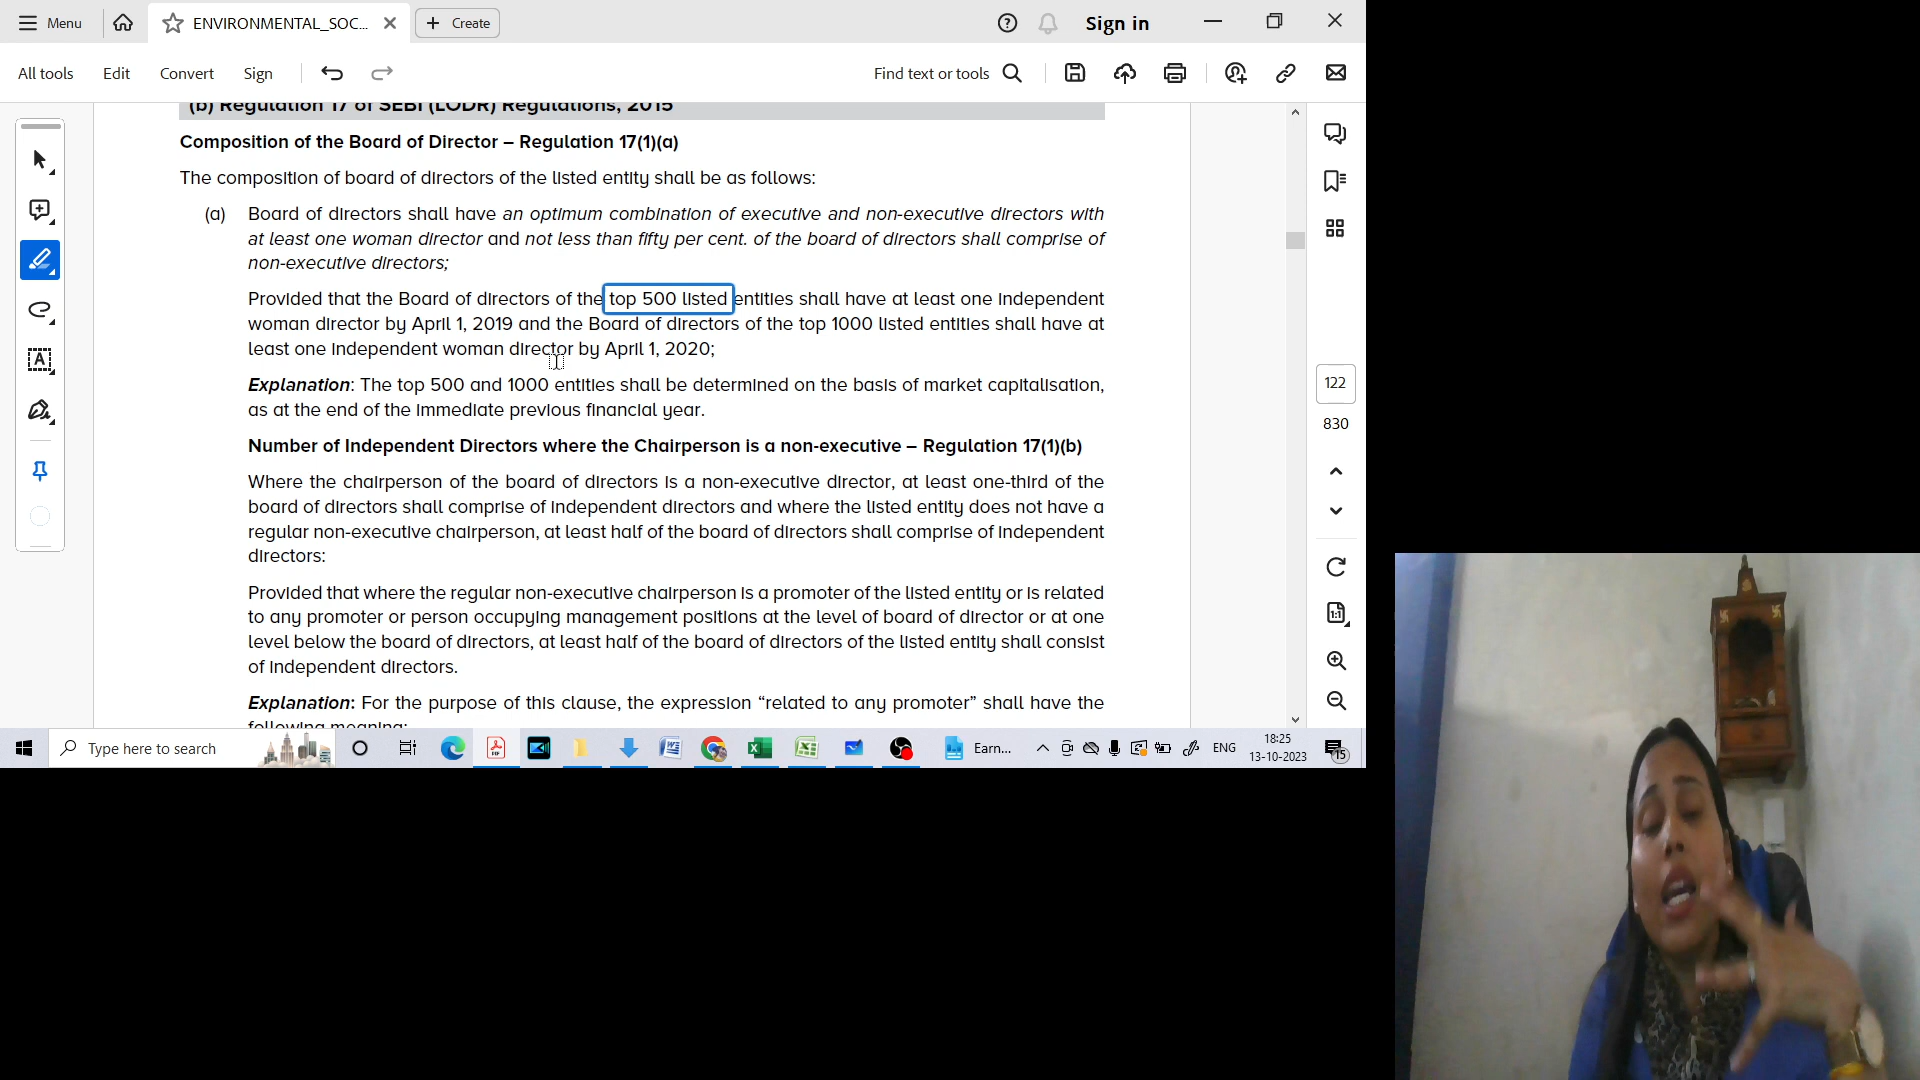 Menu
ENVIRONMENTAL_SOC...
Create
Sign in
All tools
Edit
Convert
Sign
Find text or tools
(b) Regulation 17 of SEBI (LODR) Regulations, 2015
Composition of the Board of Director – Regulation 17(1)(a)
The composition of board of directors of the listed entity shall be as follows:
(a) Board of directors shall have an optimum combination of executive and non-executive directors with
at least one woman director and not less than fifty per cent. of the board of directors shall comprise of
non-executive directors;
Provided that the Board of directors of the top 500 listed entities shall have at least one independent
woman director by April 1, 2019 and the Board of directors of the top 1000 listed entities shall have at
least one independent woman director by April 1, 2020;
Explanation: The top 500 and 1000 entities shall be determined on the basis of market capitalisation,
as at the end of the immediate previous financial year.
Number of Independent Directors where the Chairperson is a non-executive – Regulation 17(1)(b)
Where the chairperson of the board of directors is a non-executive director, at least one-third of the
board of directors shall comprise of independent directors and where the listed entity does not have a
regular non-executive chairperson, at least half of the board of directors shall comprise of independent
directors:
Provided that where the regular non-executive chairperson is a promoter of the listed entity or is related
to any promoter or person occupying management positions at the level of board of director or at one
level below the board of directors, at least half of the board of directors of the listed entity shall consist
of independent directors.
Explanation: For the purpose of this clause, the expression “related to any promoter” shall have the
following meaning:
122
830
Type here to search
Earn...
ENG
18:25
13-10-2023
15